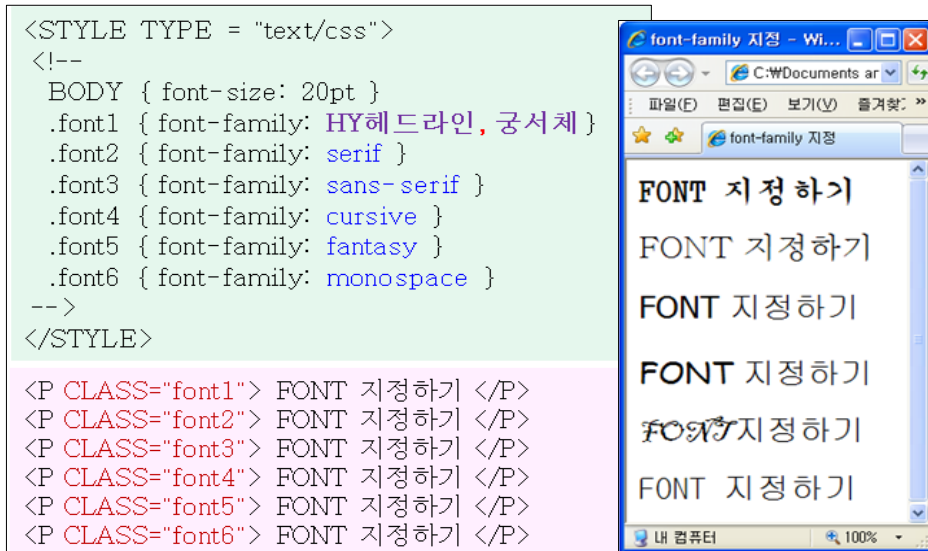 <STYLE TYPE = "text/css">
<!--
BODY { font-size: 20pt }
.font1 { font-family: HY헤드라인, 궁서체 }
.font2 { font-family: serif }
.font3 { font-family: sans-serif }
.font4 { font-family: cursive }
.font5 { font-family: fantasy }
.font6 { font-family: monospace }
-->
</STYLE>
<P CLASS="font1"> FONT 지정하기 </P>
<P CLASS="font2"> FONT 지정하기 </P>
<P CLASS="font3"> FONT 지정하기 </P>
<P CLASS="font4"> FONT 지정하기 </P>
<P CLASS="font5"> FONT 지정하기 </P>
<P CLASS="font6"> FONT 지정하기 </P>
font-family 지정 - Wi...
C:₩Documents ar
파일(F) 편집(E) 보기(V) 즐겨찾 »
font-family 지정
FONT 지정하기
FONT 지정하기
FONT 지정하기
FONT 지정하기
FONT지정하기
FONT 지정하기
내 컴퓨터 100%